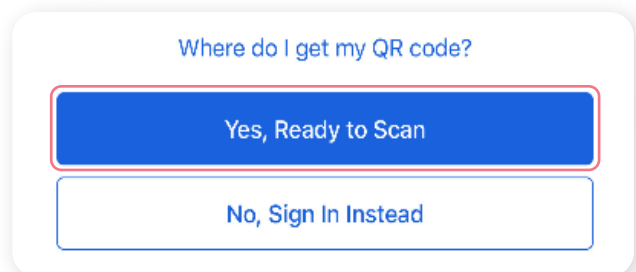 Where do I get my QR code?
Yes, Ready to Scan
No, Sign In Instead